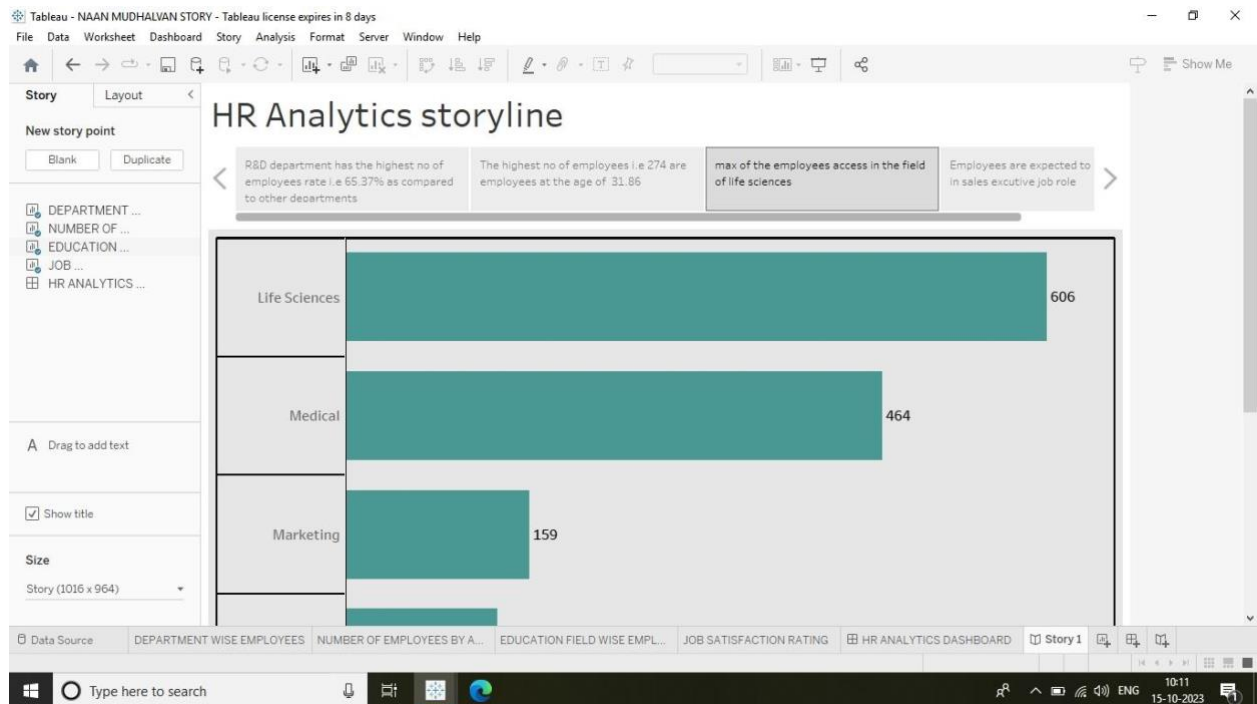 Tableau - NAAN MUDHALVAN STORY - Tableau license expires in 8 days
File Data Worksheet Dashboard Story Analysis Format Server Window Help
Show Me
Story Layout
New story point
Blank Duplicate
DEPARTMENT ...
NUMBER OF ...
EDUCATION ...
JOB ...
HR ANALYTICS ...
A Drag to add text
Show title
Size
Story (1016 x 964)
HR Analytics storyline
R&D department has the highest no of
employees rate i.e 65.37% as compared
to other deoartments
The highest no of employees i.e 274 are
employees at the age of 31.86
max of the employees access in the field
of life sciences
Employees are expected to
in sales excutive job role
Life Sciences 606
Medical 464
Marketing 159
Data Source DEPARTMENT WISE EMPLOYEES NUMBER OF EMPLOYEES BY A... EDUCATION FIELD WISE EMPL... JOB SATISFACTION RATING HR ANALYTICS DASHBOARD Story 1
Type here to search
ENG
10:11
15-10-2023
1